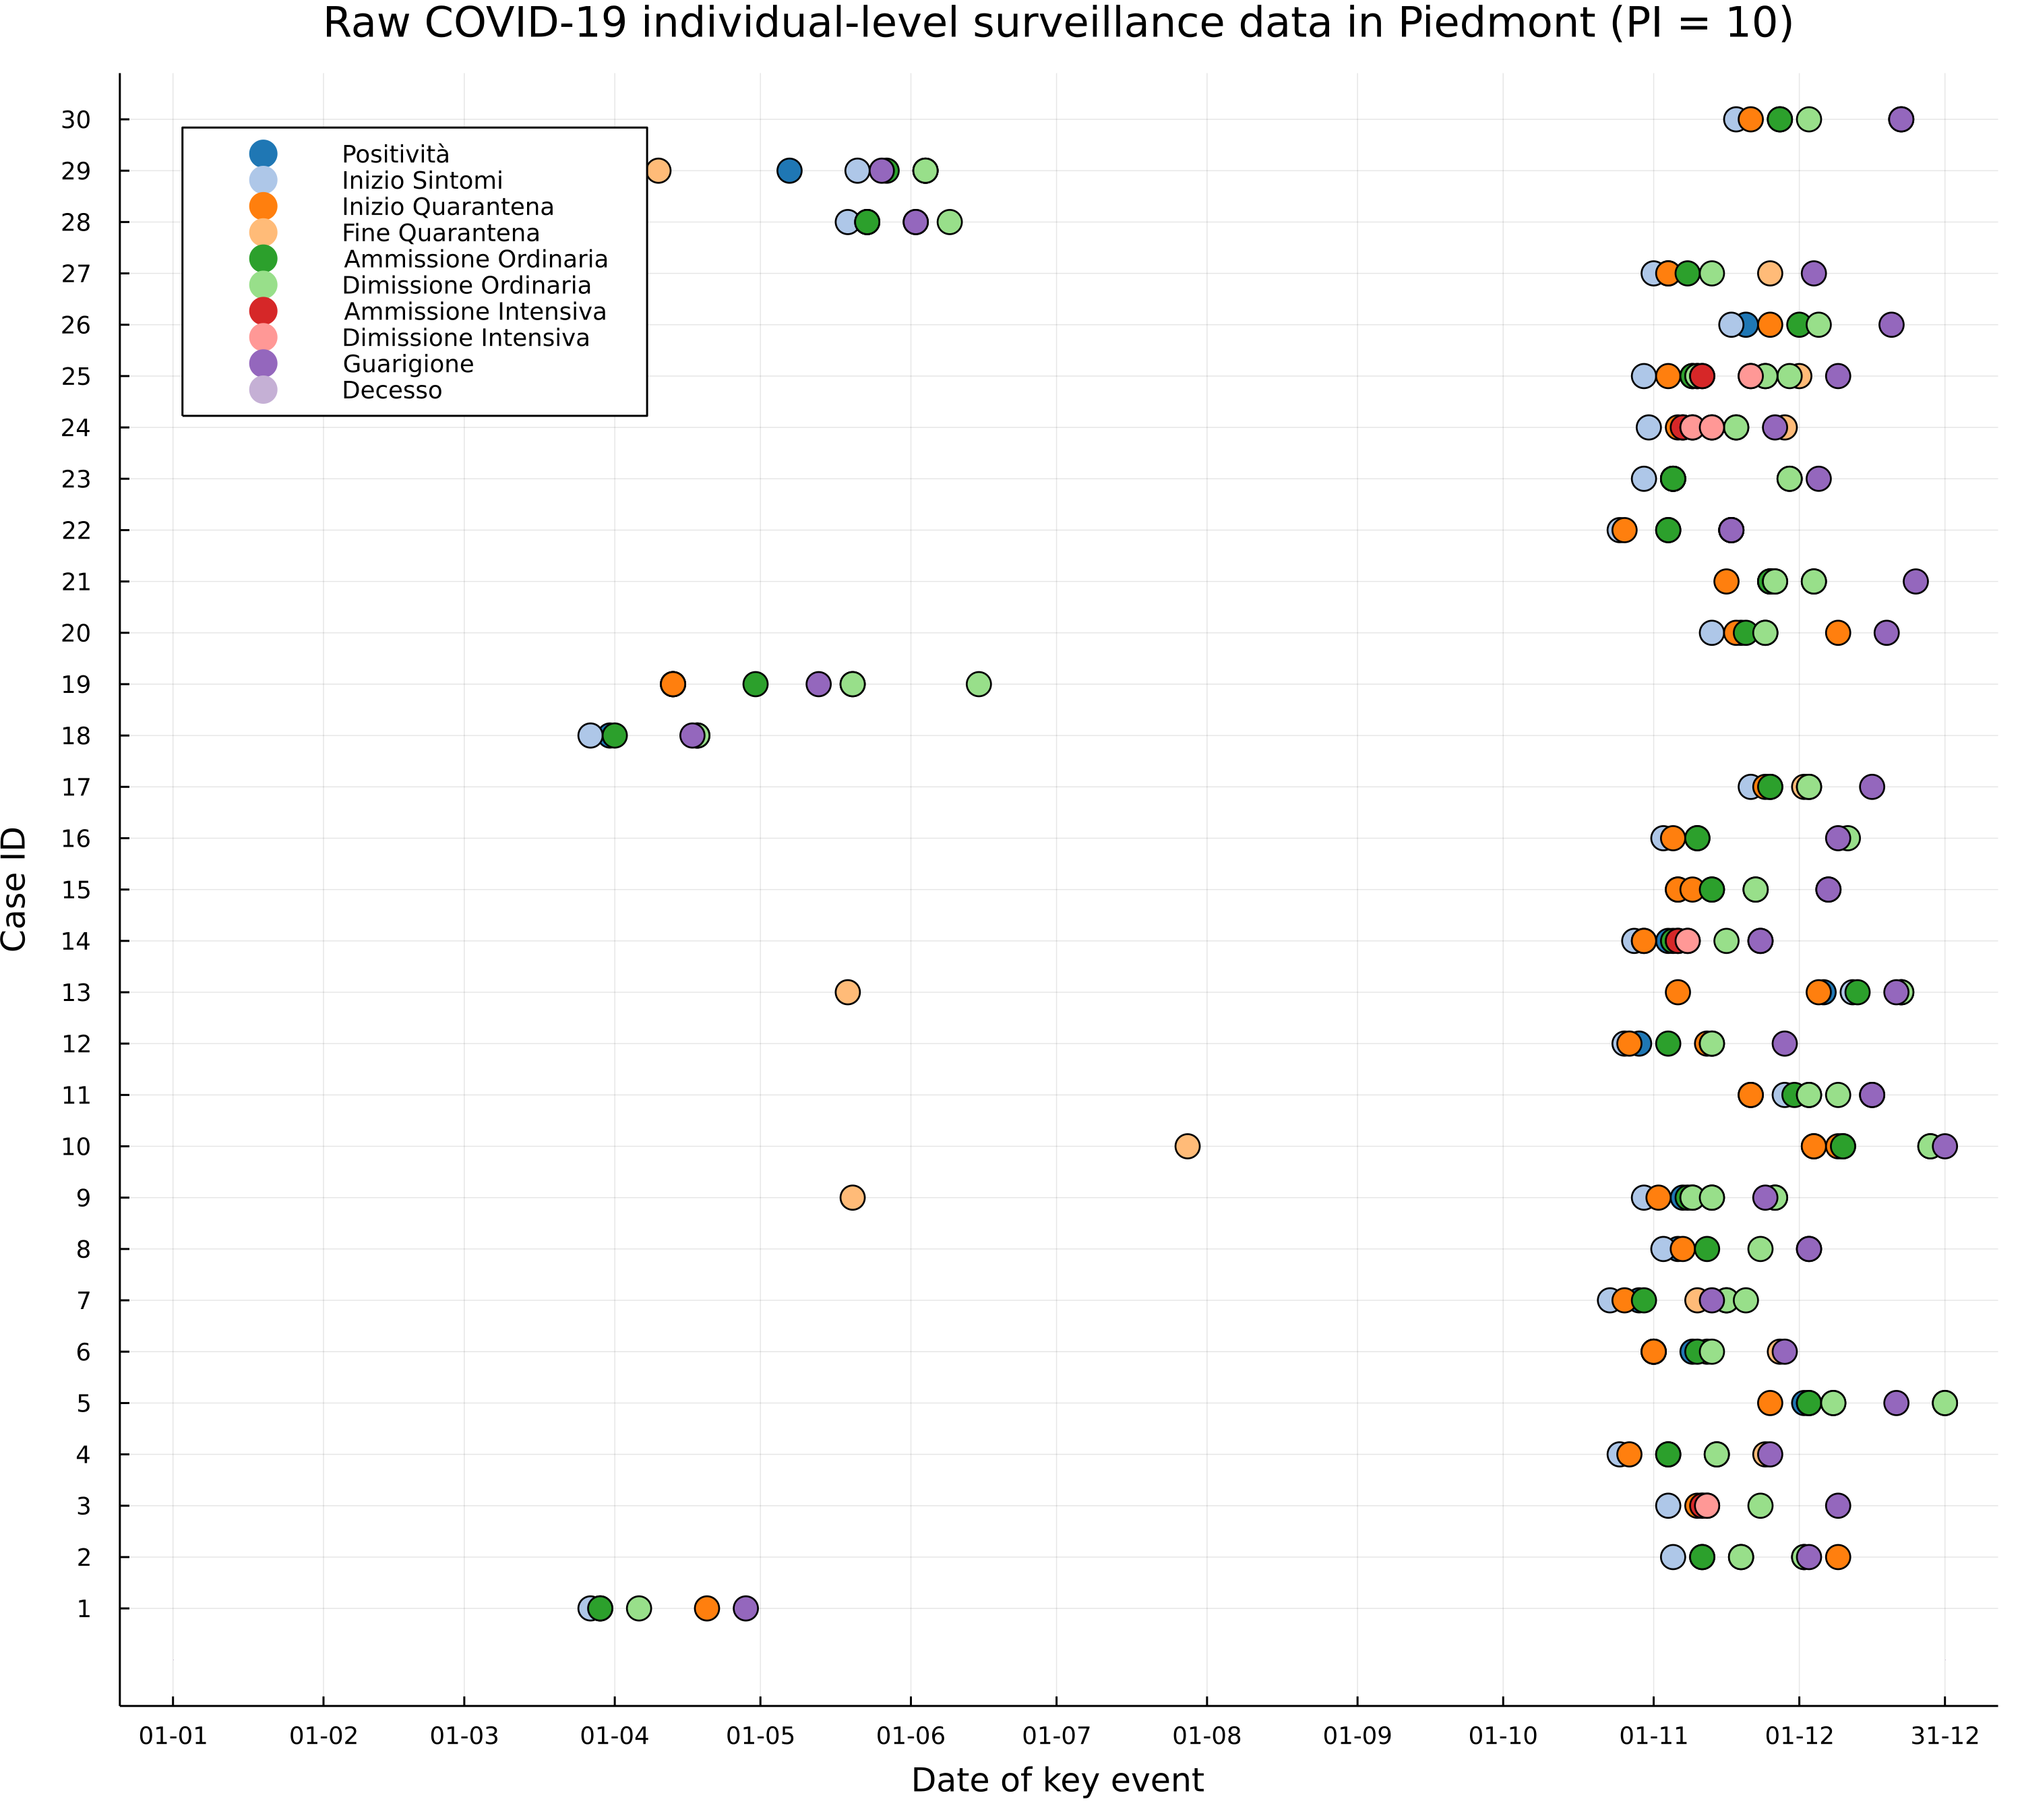 Raw COVID-19 individual-level surveillance data in Piedmont (PI = 10)
Positività
Inizio Sintomi
Inizio Quarantena
Fine Quarantena
Ammissione Ordinaria
Dimissione Ordinaria
Ammissione Intensiva
Dimissione Intensiva
Guarigione
Decesso
Case ID
30
29
28
27
26
25
24
23
22
21
20
19
18
17
16
15
14
13
12
11
10
9
8
7
6
5
4
3
2
1
01-01 01-02 01-03 01-04 01-05 01-06 01-07 01-08 01-09 01-10 01-11 01-12 31-12
Date of key event